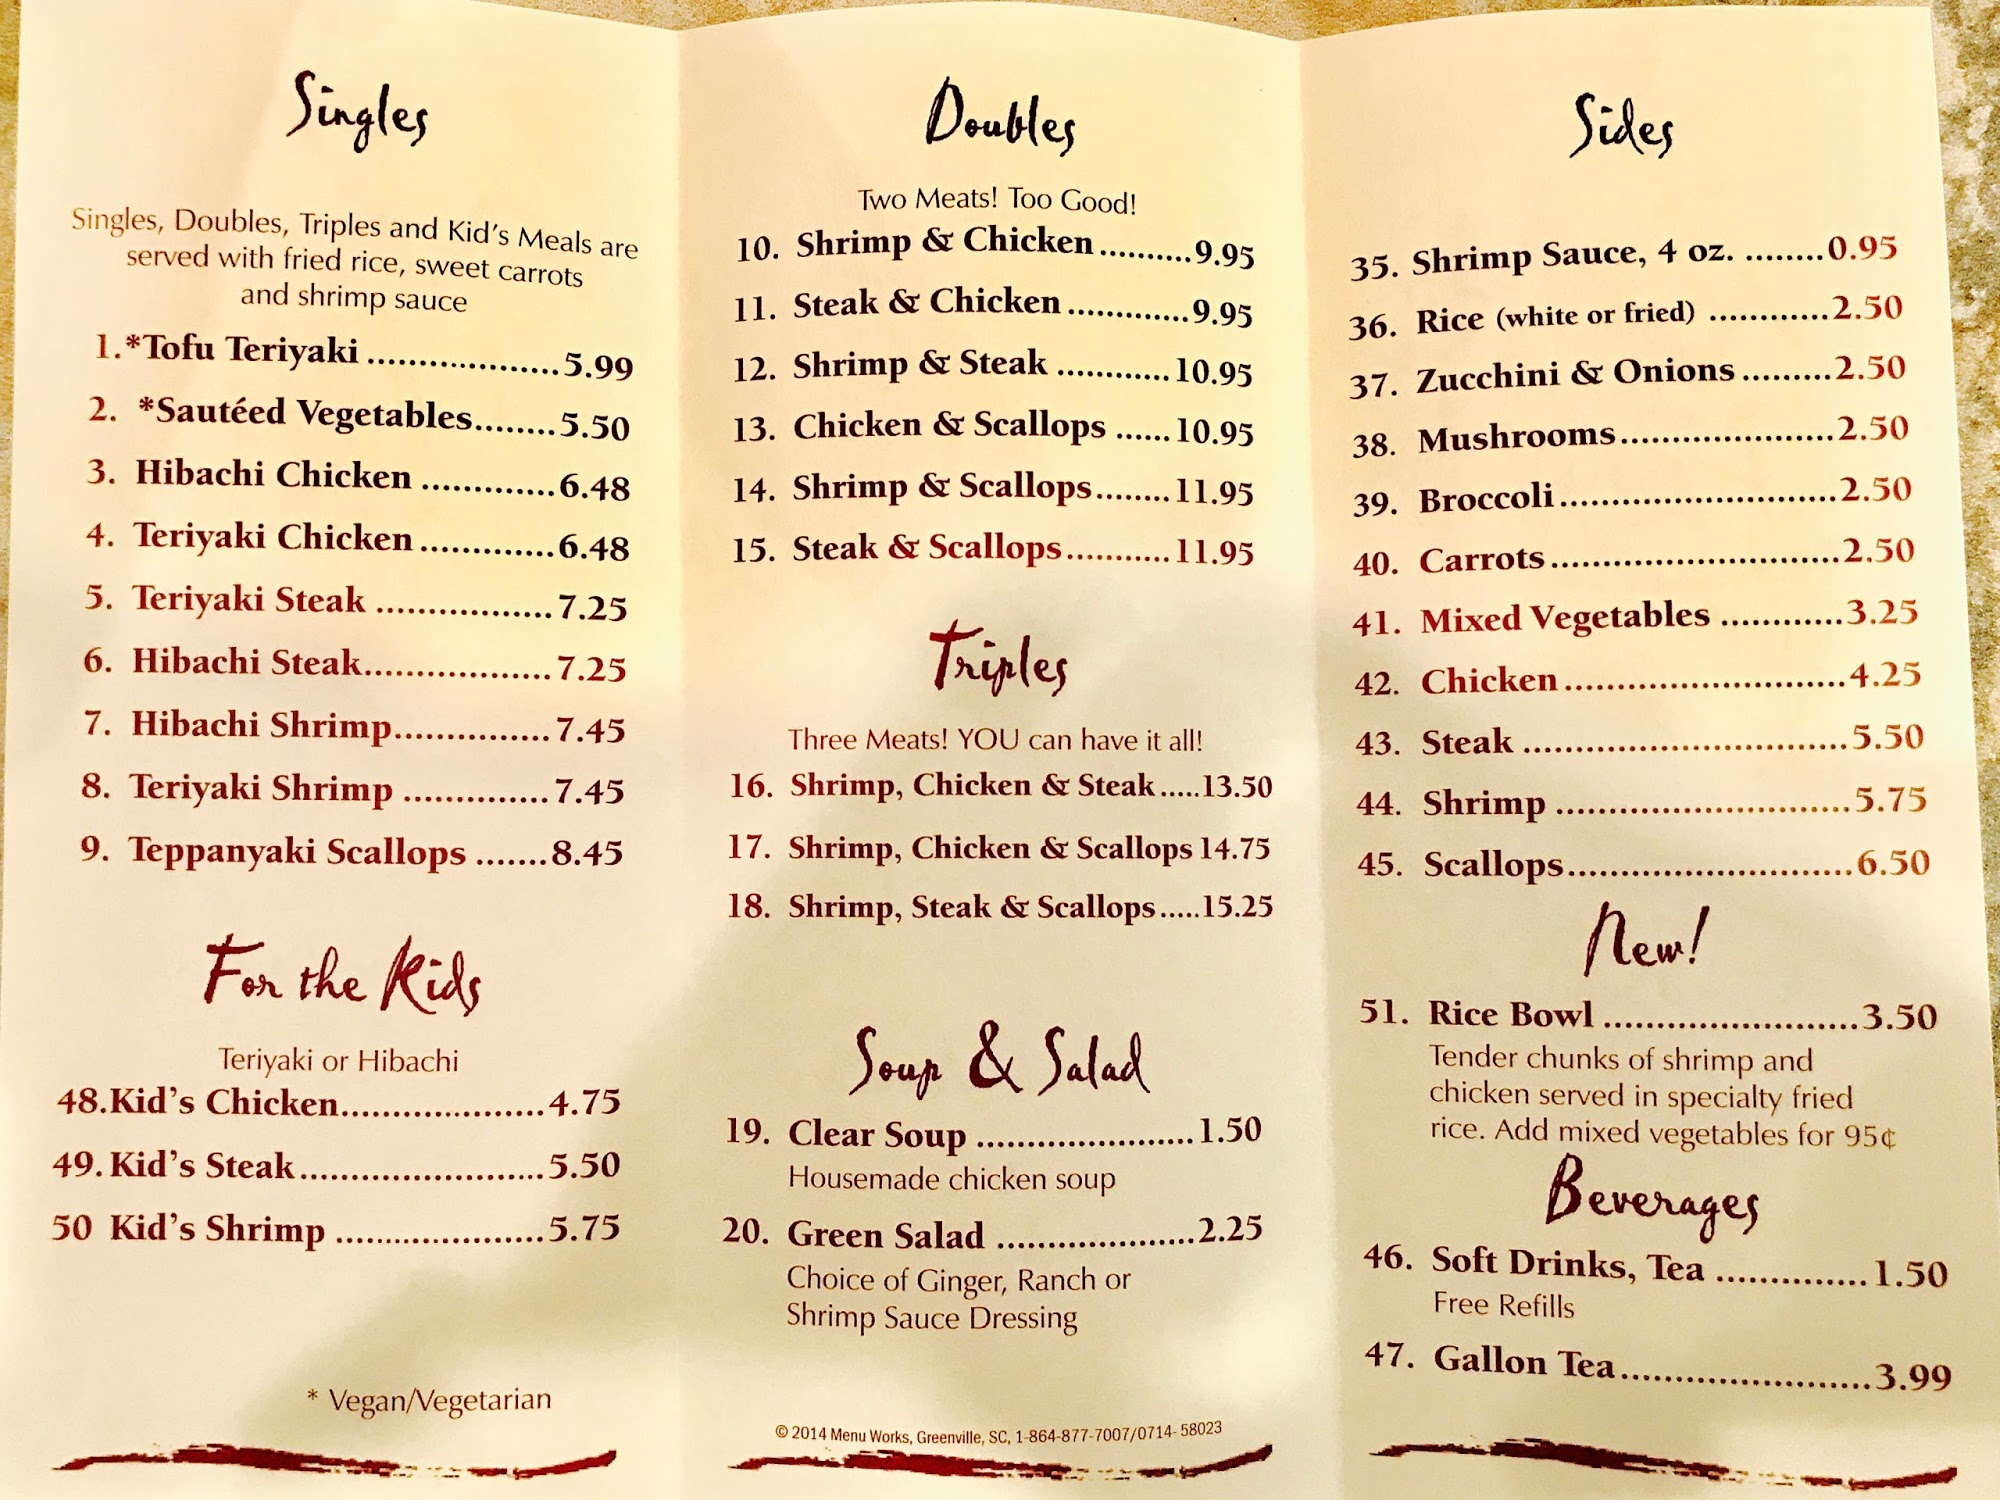 Singles
Singles, Doubles, Triples and Kid's Meals are
served with fried rice, sweet carrots
and shrimp sauce
1.*Tofu Teriyaki ..................5.99
2. *Sautéed Vegetables........5.50
3. Hibachi Chicken .............6.48
4. Teriyaki Chicken .............6.48
5. Teriyaki Steak .................7.25
6. Hibachi Steak..................7.25
7. Hibachi Shrimp...............7.45
8. Teriyaki Shrimp ..............7.45
9. Teppanyaki Scallops .......8.45
For the Kids
Teriyaki or Hibachi
48.Kid's Chicken....................4.75
49. Kid's Steak........................5.50
50 Kid's Shrimp ....................5.75
* Vegan/Vegetarian
Doubles
Two Meats! Too Good!
10. Shrimp & Chicken..........9.95
11. Steak & Chicken ............9.95
12. Shrimp & Steak ...........10.95
13. Chicken & Scallops ......10.95
14. Shrimp & Scallops........11.95
15. Steak & Scallops...........11.95
Triples
Three Meats! YOU can have it all!
16. Shrimp, Chicken & Steak.....13.50
17. Shrimp, Chicken & Scallops 14.75
18. Shrimp, Steak & Scallops.....15.25
Soup & Salad
19. Clear Soup .....................1.50
Housemade chicken soup
20. Green Salad ...................2.25
Choice of Ginger, Ranch or
Shrimp Sauce Dressing
© 2014 Menu Works, Greenville, SC, 1-864-877-7007/0714- 58023
Sides
35. Shrimp Sauce, 4 oz. ........0.95
36. Rice (white or fried) ............2.50
37. Zucchini & Onions .........2.50
38. Mushrooms.....................2.50
39. Broccoli..........................2.50
40. Carrots............................2.50
41. Mixed Vegetables ............3.25
42. Chicken...........................4.25
43. Steak ...............................5.50
44. Shrimp ............................5.75
45. Scallops...........................6.50
New!
51. Rice Bowl ........................3.50
Tender chunks of shrimp and
chicken served in specialty fried
rice. Add mixed vegetables for 95¢
Beverages
46. Soft Drinks, Tea ..............1.50
Free Refills
47. Gallon Tea........................3.99